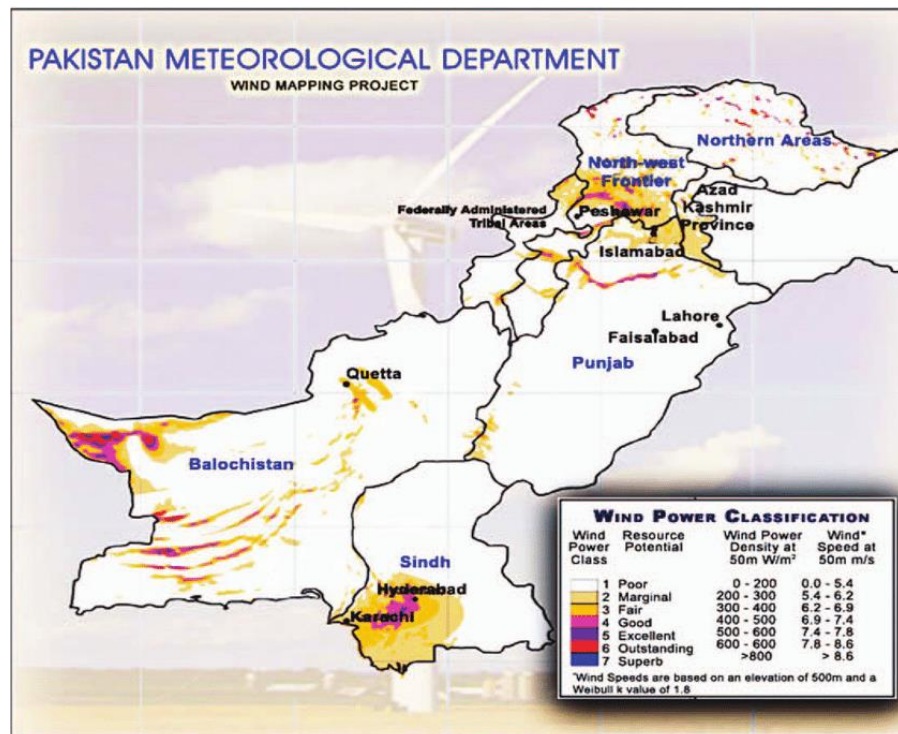 PAKISTAN METEOROLOGICAL DEPARTMENT
WIND MAPPING PROJECT
Northern Areas
North-west
Frontier
Azad
Kashmir
Province
Federally Administered
Tribal Areas
Peshawar
Islamabad
Lahore
Faisalabad
Punjab
Quetta
Balochistan
Sindh
Hyderabad
Karachi
WIND POWER CLASSIFICATION
Wind Power Class Resource Potential Wind Power Density at 50m W/m² Wind* Speed at 50m m/s
1 Poor 0 - 200 0.0 - 5.4
2 Marginal 200 - 300 5.4 - 6.2
3 Fair 300 - 400 6.2 - 6.9
4 Good 400 - 500 6.9 - 7.4
5 Excellent 500 - 600 7.4 - 7.8
6 Outstanding 600 - 600 7.8 - 8.6
7 Superb >800 > 8.6
*Wind Speeds are based on an elevation of 500m and a
Weibull k value of 1.8